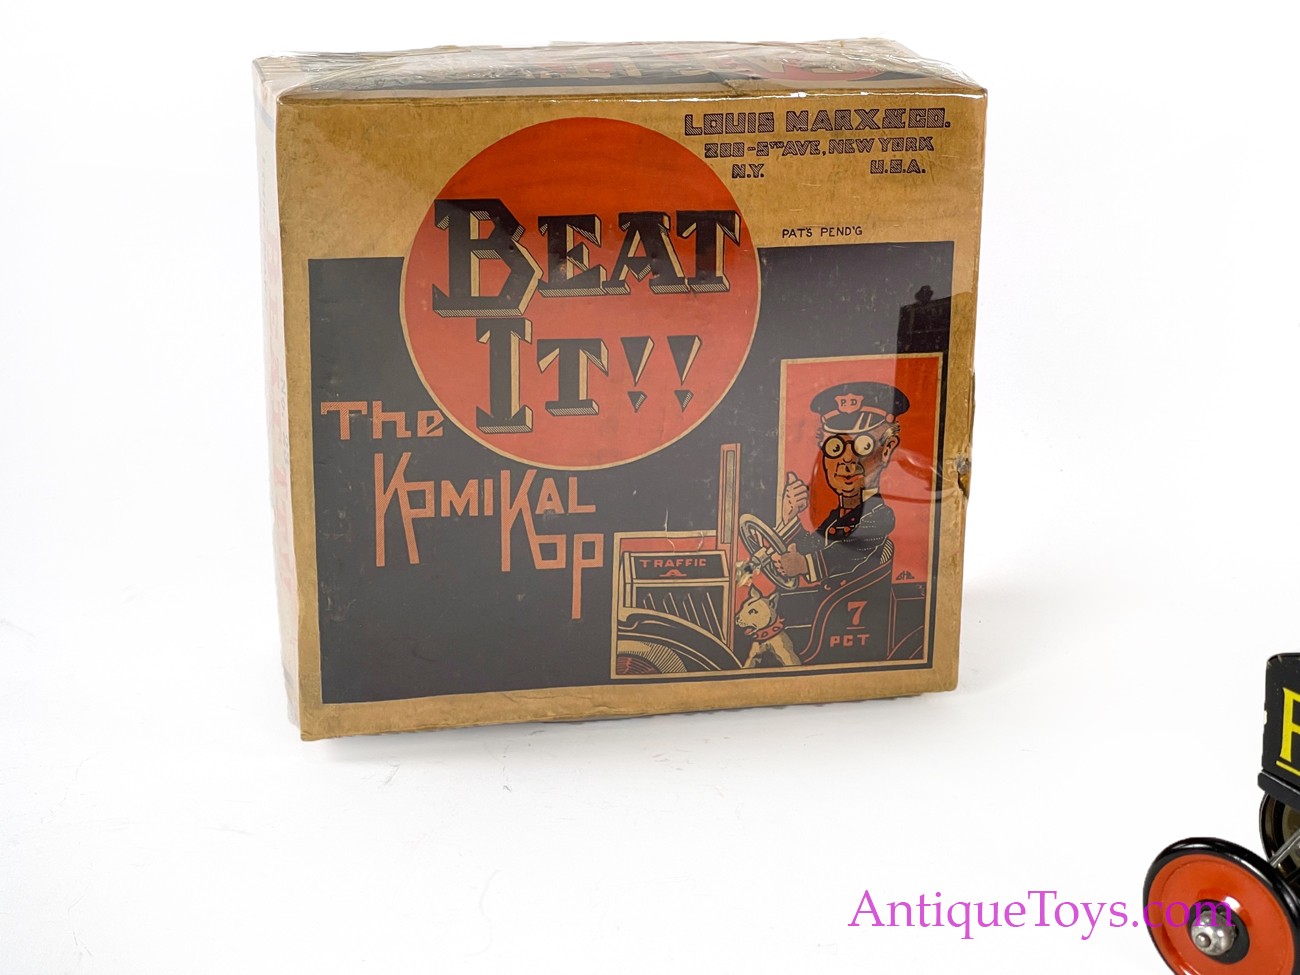 LOUIS MARX & CO.
200-5TH AVE., NEW YORK
N.Y. U.S.A.
PAT'S PEND'G
BEAT
IT!!
The
KOMIKAL
KOP
PD
TRAFFIC
7
PCT
AntiqueToys.com